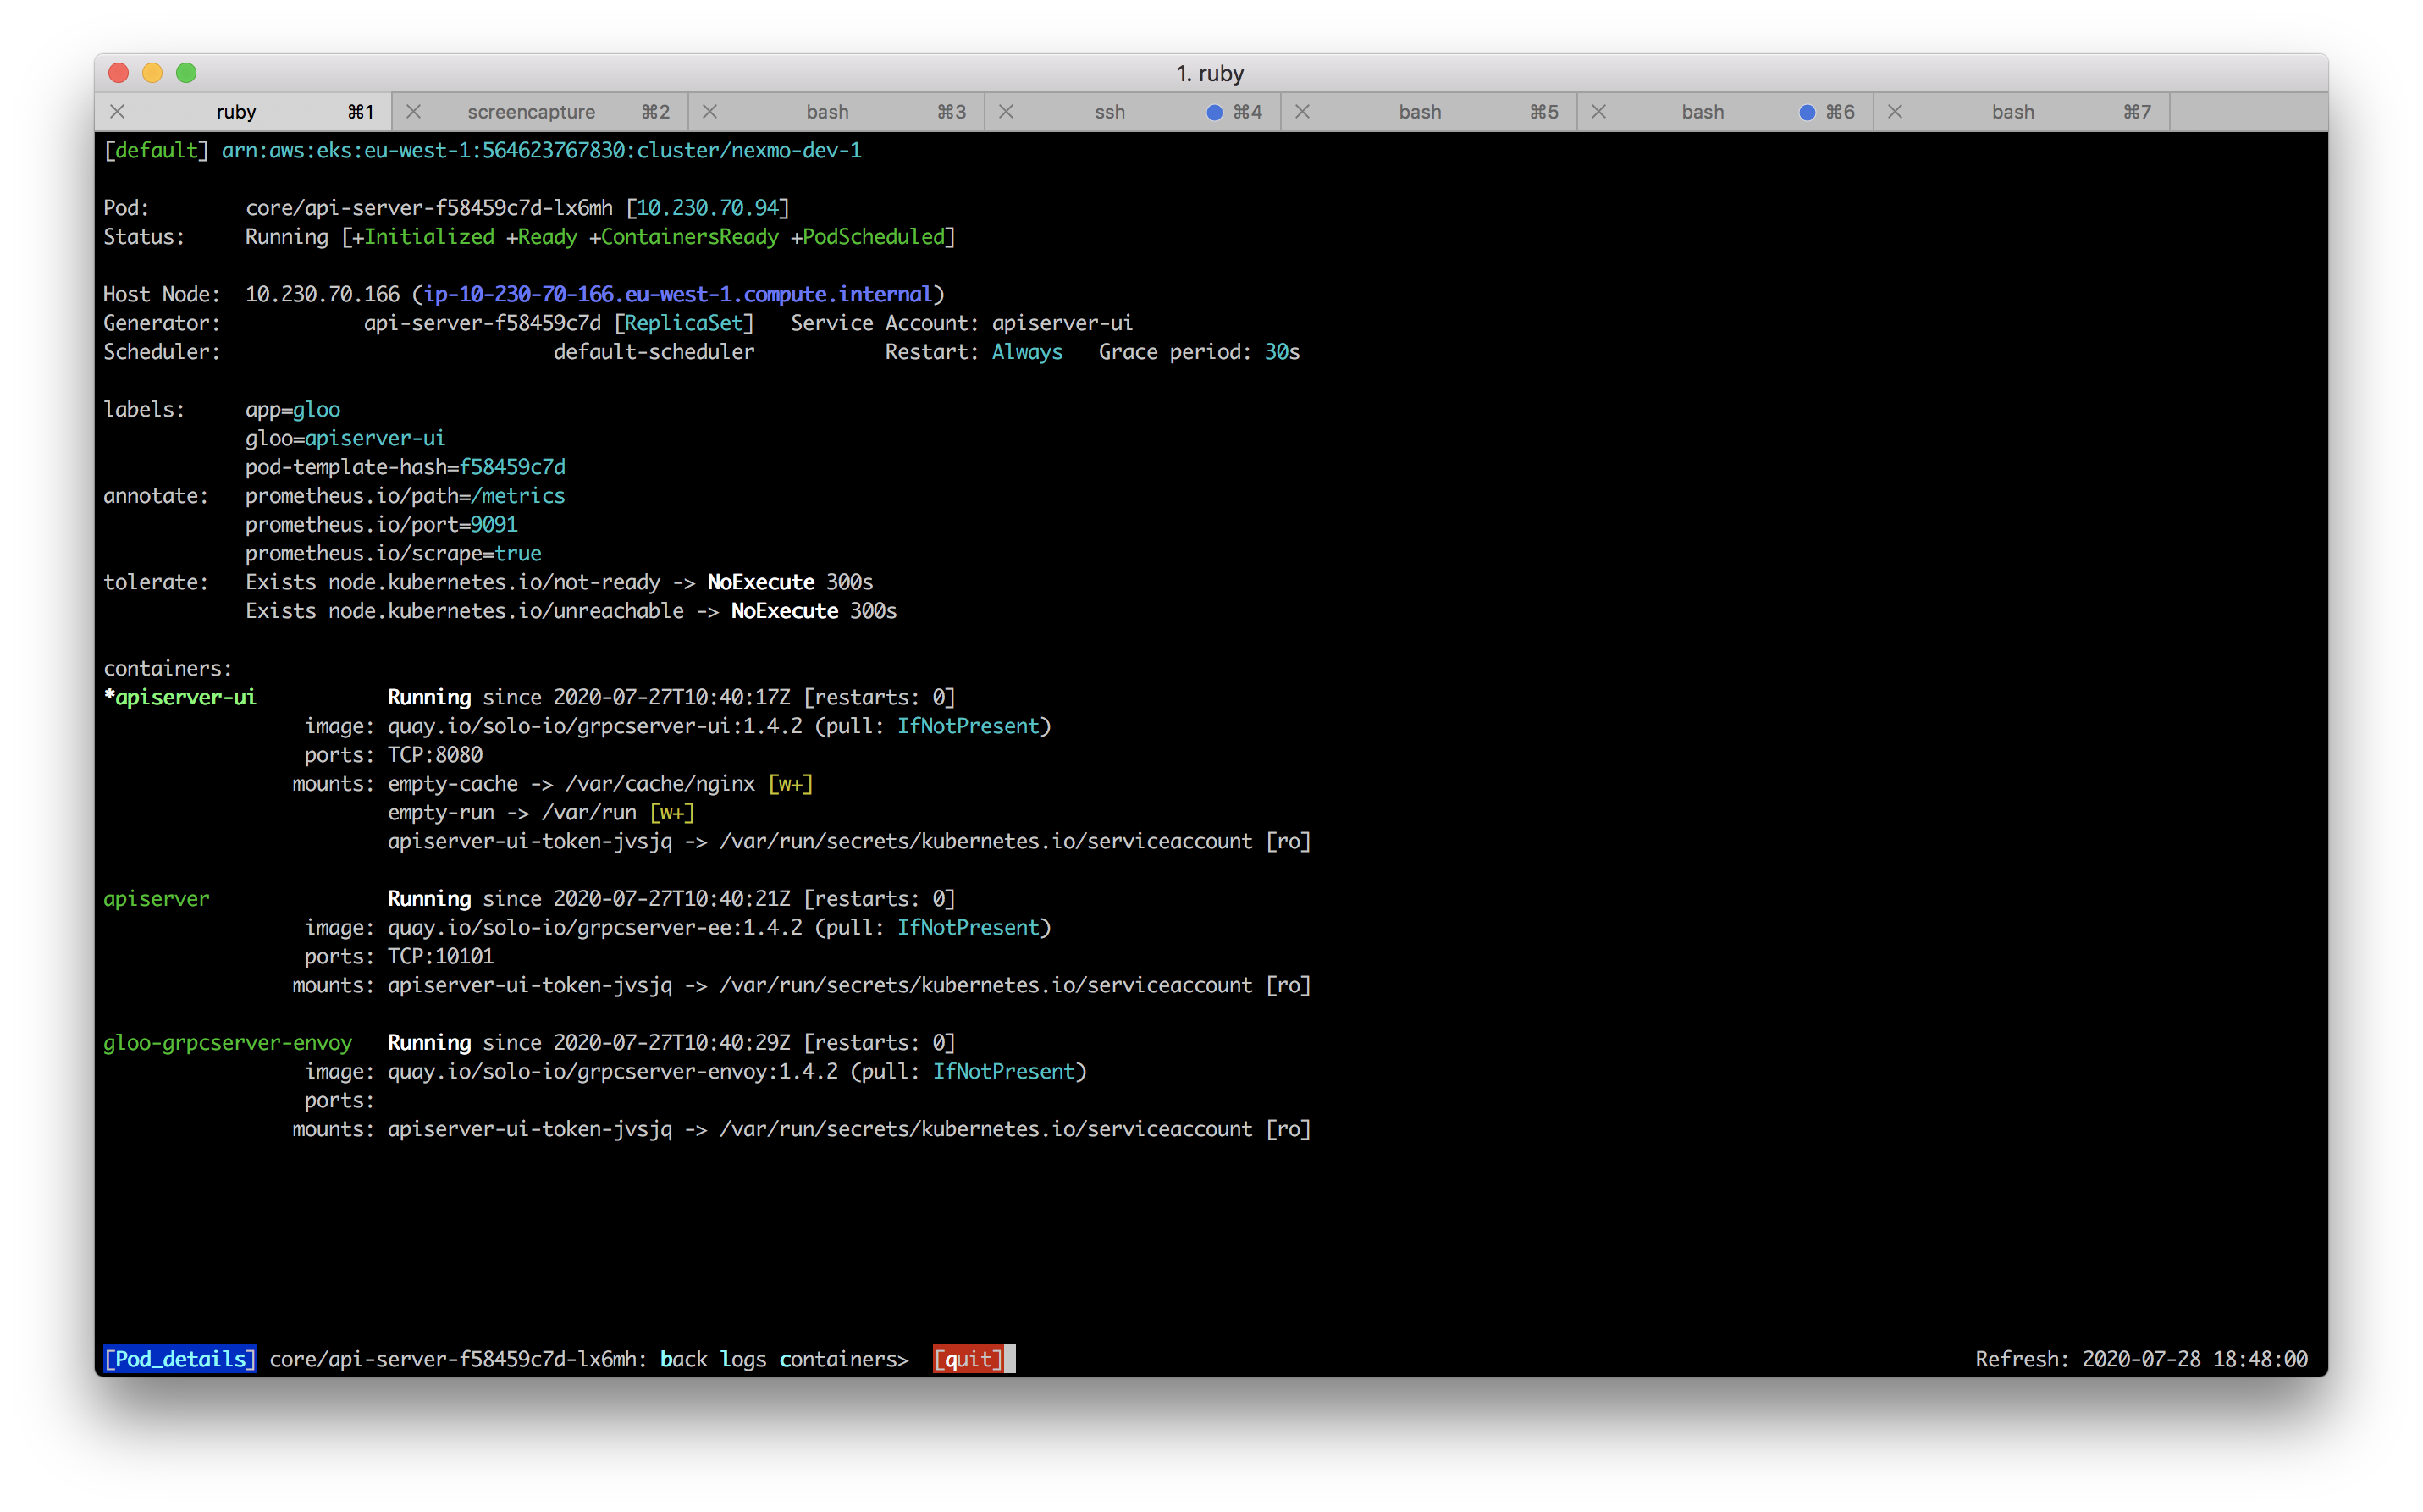 1. ruby
ruby ⌘1 screencapture ⌘2 bash ⌘3 ssh ⌘4 bash ⌘5 bash ⌘6 bash ⌘7
[default] arn:aws:eks:eu-west-1:564623767830:cluster/nexmo-dev-1
Pod: core/api-server-f58459c7d-lx6mh [10.230.70.94]
Status: Running [+Initialized +Ready +ContainersReady +PodScheduled]
Host Node: 10.230.70.166 (ip-10-230-70-166.eu-west-1.compute.internal)
Generator: api-server-f58459c7d [ReplicaSet] Service Account: apiserver-ui
Scheduler: default-scheduler Restart: Always Grace period: 30s
labels: app=gloo
gloo=apiserver-ui
pod-template-hash=f58459c7d
annotate: prometheus.io/path=/metrics
prometheus.io/port=9091
prometheus.io/scrape=true
tolerate: Exists node.kubernetes.io/not-ready -> NoExecute 300s
Exists node.kubernetes.io/unreachable -> NoExecute 300s
containers:
*apiserver-ui Running since 2020-07-27T10:40:17Z [restarts: 0]
image: quay.io/solo-io/grpcserver-ui:1.4.2 (pull: IfNotPresent)
ports: TCP:8080
mounts: empty-cache -> /var/cache/nginx [w+]
empty-run -> /var/run [w+]
apiserver-ui-token-jvsjq -> /var/run/secrets/kubernetes.io/serviceaccount [ro]
apiserver Running since 2020-07-27T10:40:21Z [restarts: 0]
image: quay.io/solo-io/grpcserver-ee:1.4.2 (pull: IfNotPresent)
ports: TCP:10101
mounts: apiserver-ui-token-jvsjq -> /var/run/secrets/kubernetes.io/serviceaccount [ro]
gloo-grpcserver-envoy Running since 2020-07-27T10:40:29Z [restarts: 0]
image: quay.io/solo-io/grpcserver-envoy:1.4.2 (pull: IfNotPresent)
ports:
mounts: apiserver-ui-token-jvsjq -> /var/run/secrets/kubernetes.io/serviceaccount [ro]
[Pod_details] core/api-server-f58459c7d-lx6mh: back logs containers> [quit] Refresh: 2020-07-28 18:48:00